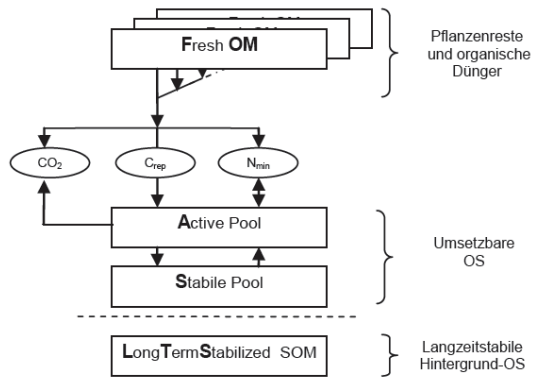 Fresh OM
Pflanzenreste
und organische
Dünger
CO₂
Crep
Nmin
Active Pool
Umsetzbare
OS
Stabile Pool
LongTermStabilized SOM
Langzeitstabile
Hintergrund-OS